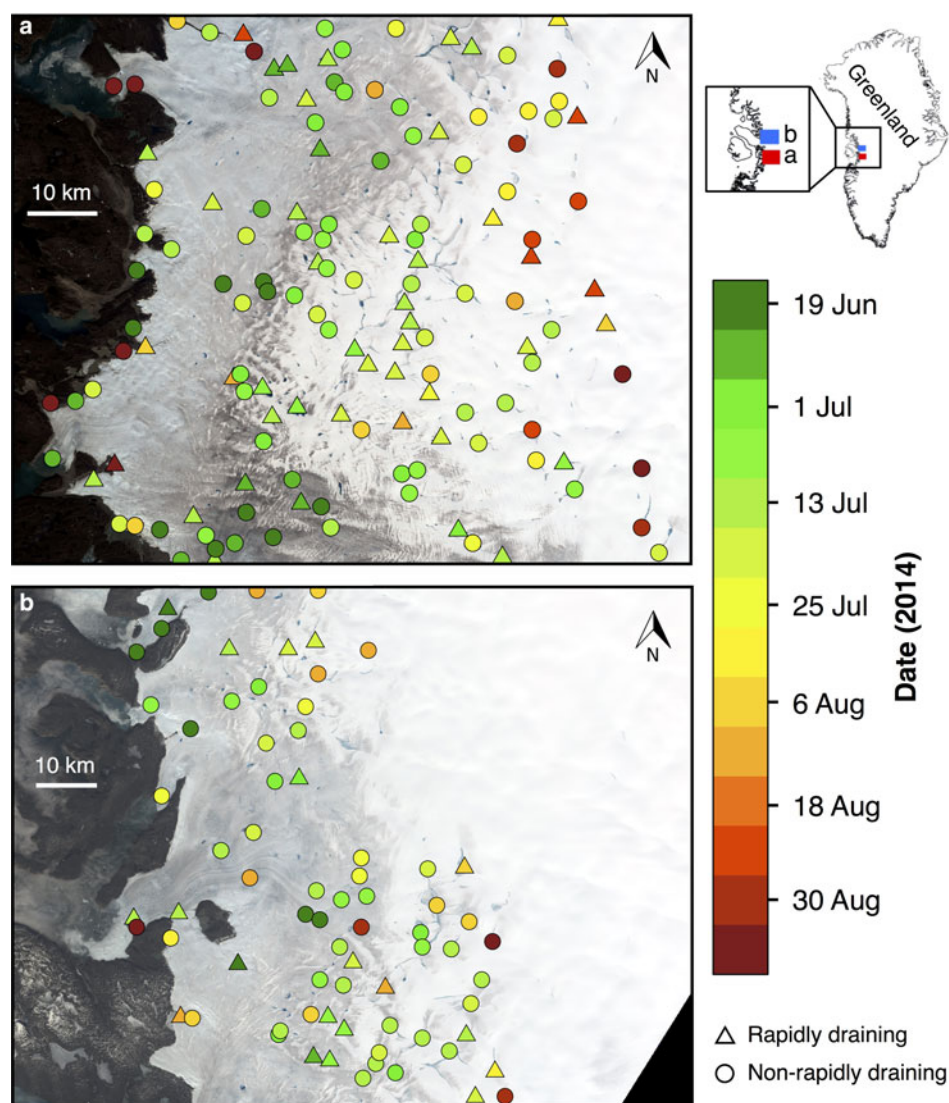 a
N
10 km
Greenland
b
a
19 Jun
1 Jul
13 Jul
25 Jul
6 Aug
18 Aug
30 Aug
Date (2014)
b
N
10 km
Rapidly draining
Non-rapidly draining